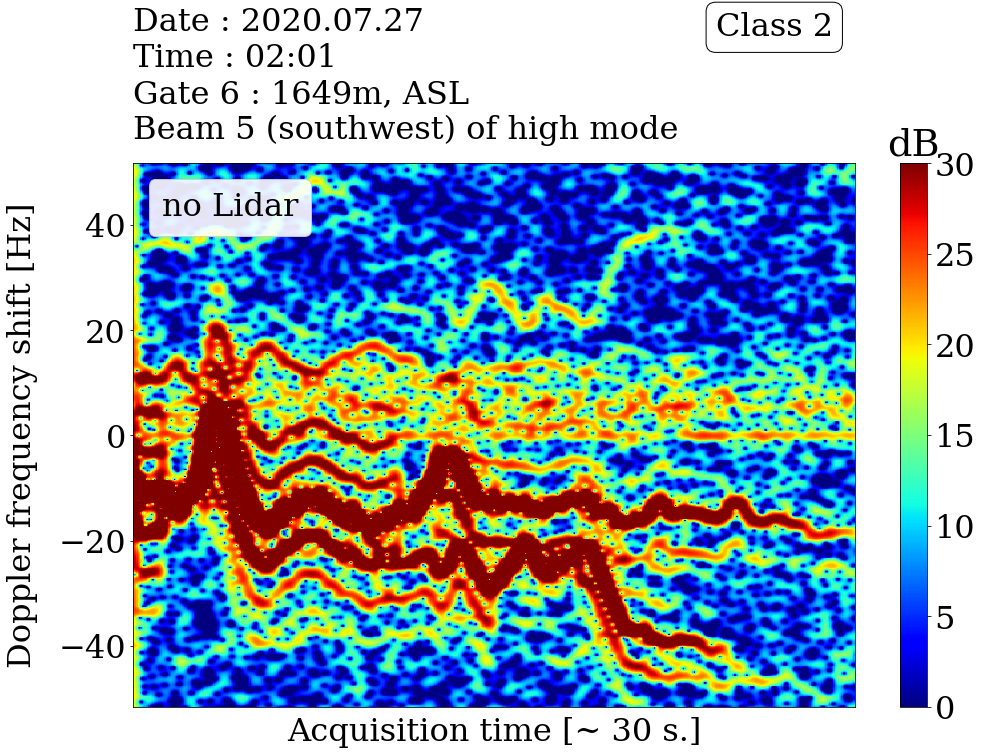 Date : 2020.07.27
Time : 02:01
Gate 6 : 1649m, ASL
Beam 5 (southwest) of high mode
Class 2
dB
no Lidar
Doppler frequency shift [Hz]
40
20
0
−20
−40
Acquisition time [~ 30 s.]
30
25
20
15
10
5
0